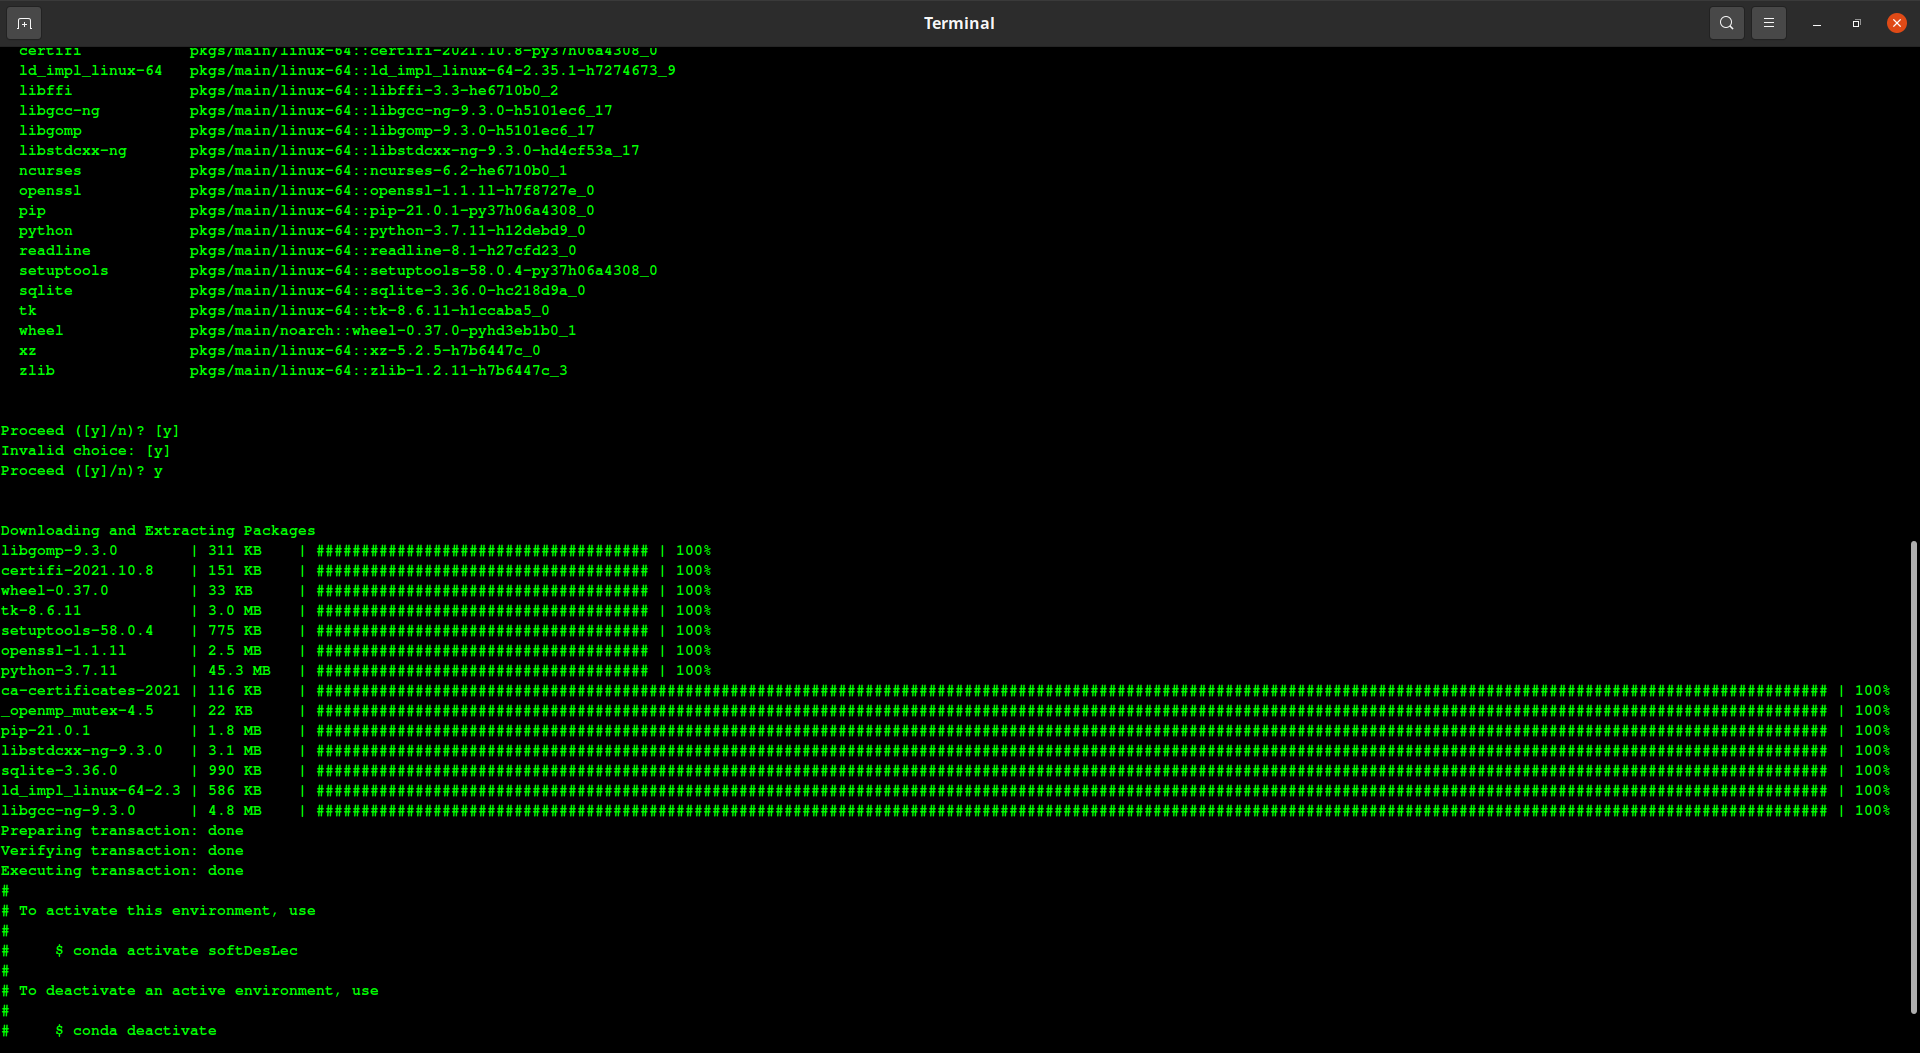 Terminal
certifi            pkgs/main/linux-64::certifi-2021.10.8-py37h06a4308_0
ld_impl_linux-64   pkgs/main/linux-64::ld_impl_linux-64-2.35.1-h7274673_9
libffi             pkgs/main/linux-64::libffi-3.3-he6710b0_2
libgcc-ng          pkgs/main/linux-64::libgcc-ng-9.3.0-h5101ec6_17
libgomp            pkgs/main/linux-64::libgomp-9.3.0-h5101ec6_17
libstdcxx-ng       pkgs/main/linux-64::libstdcxx-ng-9.3.0-hd4cf53a_17
ncurses            pkgs/main/linux-64::ncurses-6.2-he6710b0_1
openssl            pkgs/main/linux-64::openssl-1.1.1l-h7f8727e_0
pip                pkgs/main/linux-64::pip-21.0.1-py37h06a4308_0
python             pkgs/main/linux-64::python-3.7.11-h12debd9_0
readline           pkgs/main/linux-64::readline-8.1-h27cfd23_0
setuptools         pkgs/main/linux-64::setuptools-58.0.4-py37h06a4308_0
sqlite             pkgs/main/linux-64::sqlite-3.36.0-hc218d9a_0
tk                 pkgs/main/linux-64::tk-8.6.11-h1ccaba5_0
wheel              pkgs/main/noarch::wheel-0.37.0-pyhd3eb1b0_1
xz                 pkgs/main/linux-64::xz-5.2.5-h7b6447c_0
zlib               pkgs/main/linux-64::zlib-1.2.11-h7b6447c_3
Proceed ([y]/n)? [y]
Invalid choice: [y]
Proceed ([y]/n)? y
Downloading and Extracting Packages
libgomp-9.3.0        | 311 KB    | ##################################### | 100%
certifi-2021.10.8    | 151 KB    | ##################################### | 100%
wheel-0.37.0         | 33 KB     | ##################################### | 100%
tk-8.6.11            | 3.0 MB    | ##################################### | 100%
setuptools-58.0.4    | 775 KB    | ##################################### | 100%
openssl-1.1.1l       | 2.5 MB    | ##################################### | 100%
python-3.7.11        | 45.3 MB   | ##################################### | 100%
ca-certificates-2021 | 116 KB    | ######################################################################################################################################################################## | 100%
_openmp_mutex-4.5    | 22 KB     | ######################################################################################################################################################################## | 100%
pip-21.0.1           | 1.8 MB    | ######################################################################################################################################################################## | 100%
libstdcxx-ng-9.3.0   | 3.1 MB    | ######################################################################################################################################################################## | 100%
sqlite-3.36.0        | 990 KB    | ######################################################################################################################################################################## | 100%
ld_impl_linux-64-2.3 | 586 KB    | ######################################################################################################################################################################## | 100%
libgcc-ng-9.3.0      | 4.8 MB    | ######################################################################################################################################################################## | 100%
Preparing transaction: done
Verifying transaction: done
Executing transaction: done
#
# To activate this environment, use
#
#     $ conda activate softDesLec
#
# To deactivate an active environment, use
#
#     $ conda deactivate